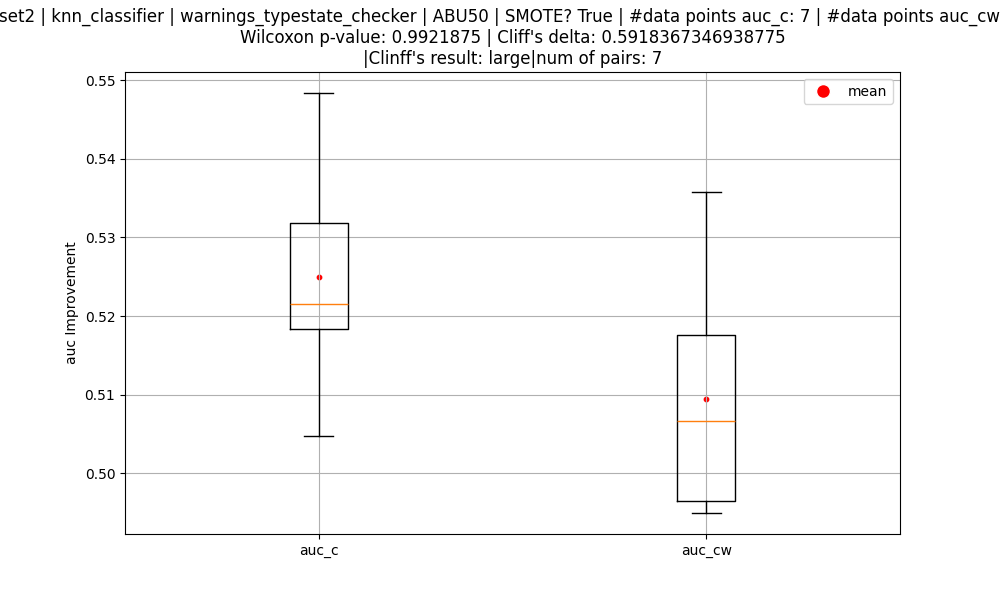 set2 | knn_classifier | warnings_typestate_checker | ABU50 | SMOTE? True | #data points auc_c: 7 | #data points auc_cw
Wilcoxon p-value: 0.9921875 | Cliff's delta: 0.5918367346938775
|Clinff's result: large|num of pairs: 7
mean
auc Improvement
0.55
0.54
0.53
0.52
0.51
0.50
auc_c
auc_cw